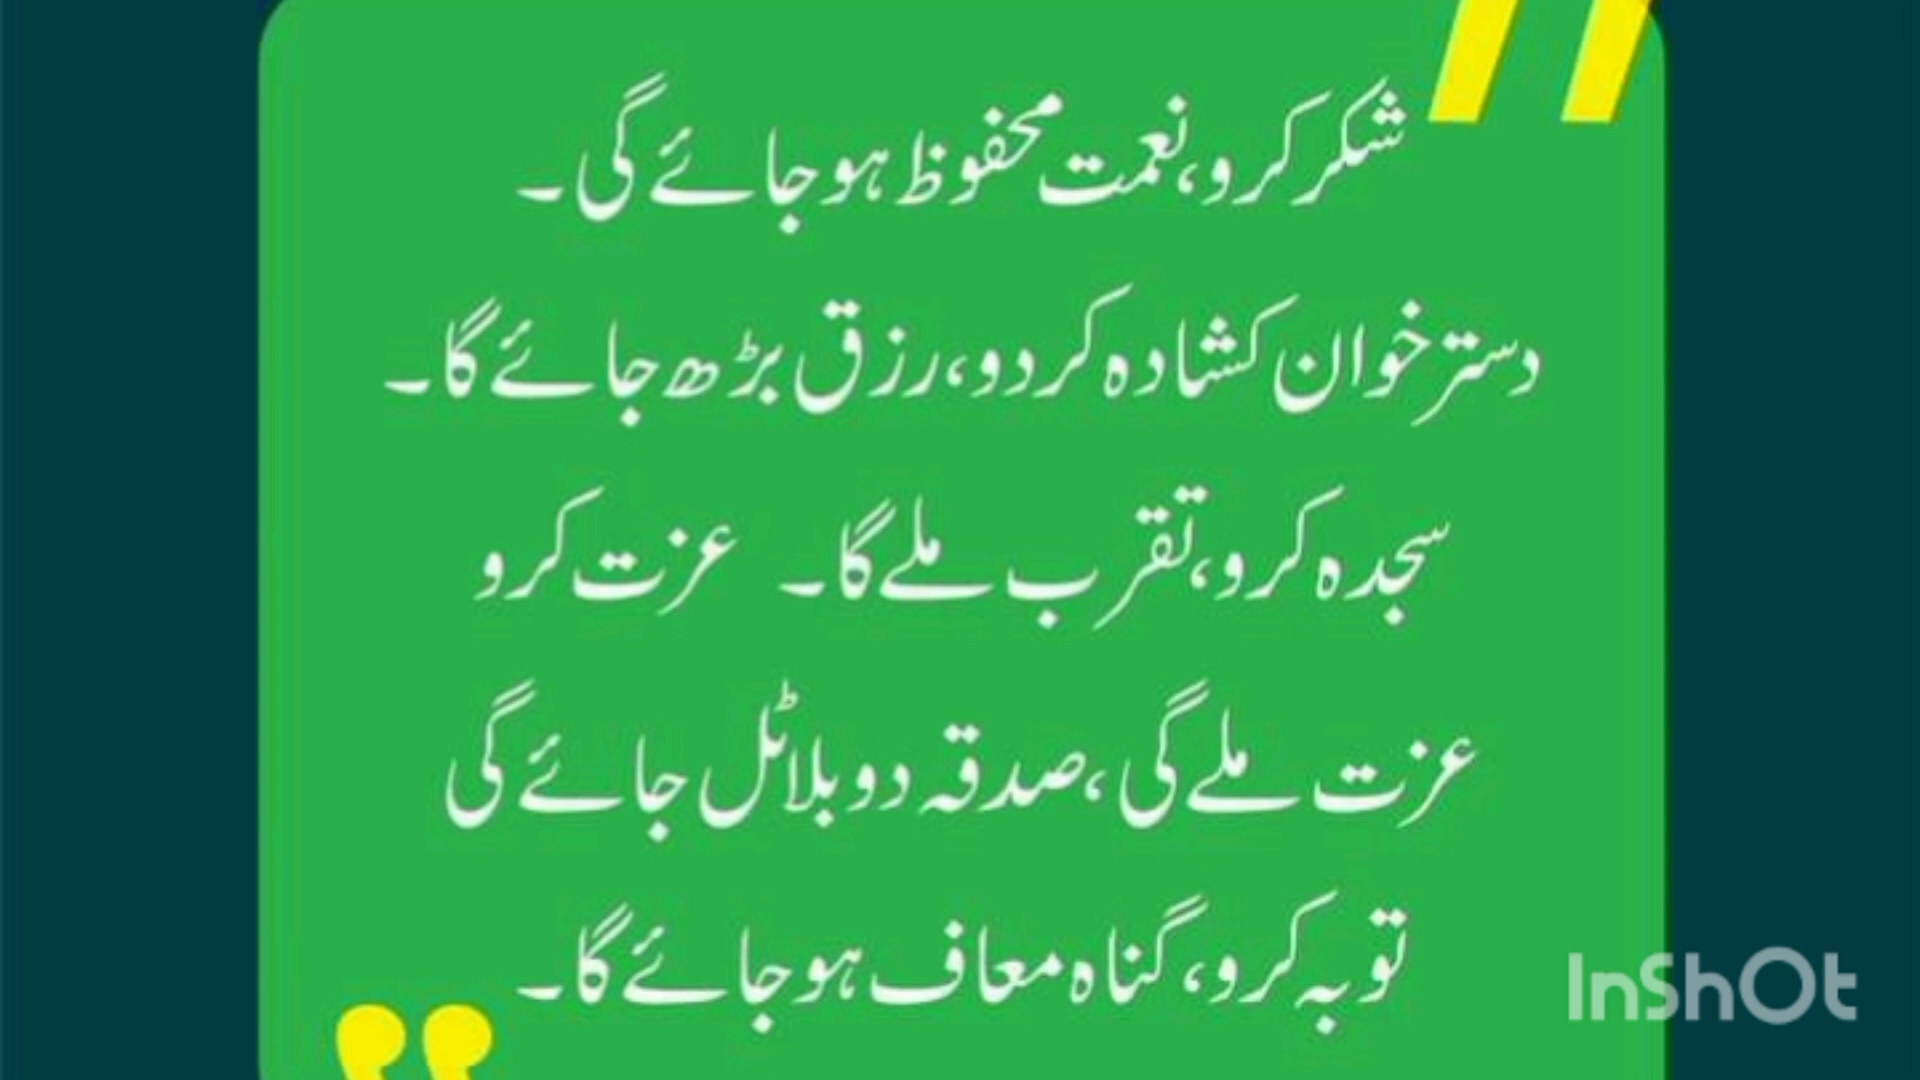 شکر کرو، نعمت محفوظ ہو جائے گی۔
دسترخوان کشادہ کر دو، رزق بڑھ جائے گا۔
سجدہ کرو، تقرب ملے گا۔ عزت کرو
عزت ملے گی، صدقہ دو بلا ٹل جائے گی
توبہ کرو، گناہ معاف ہو جائے گا۔
InShOt